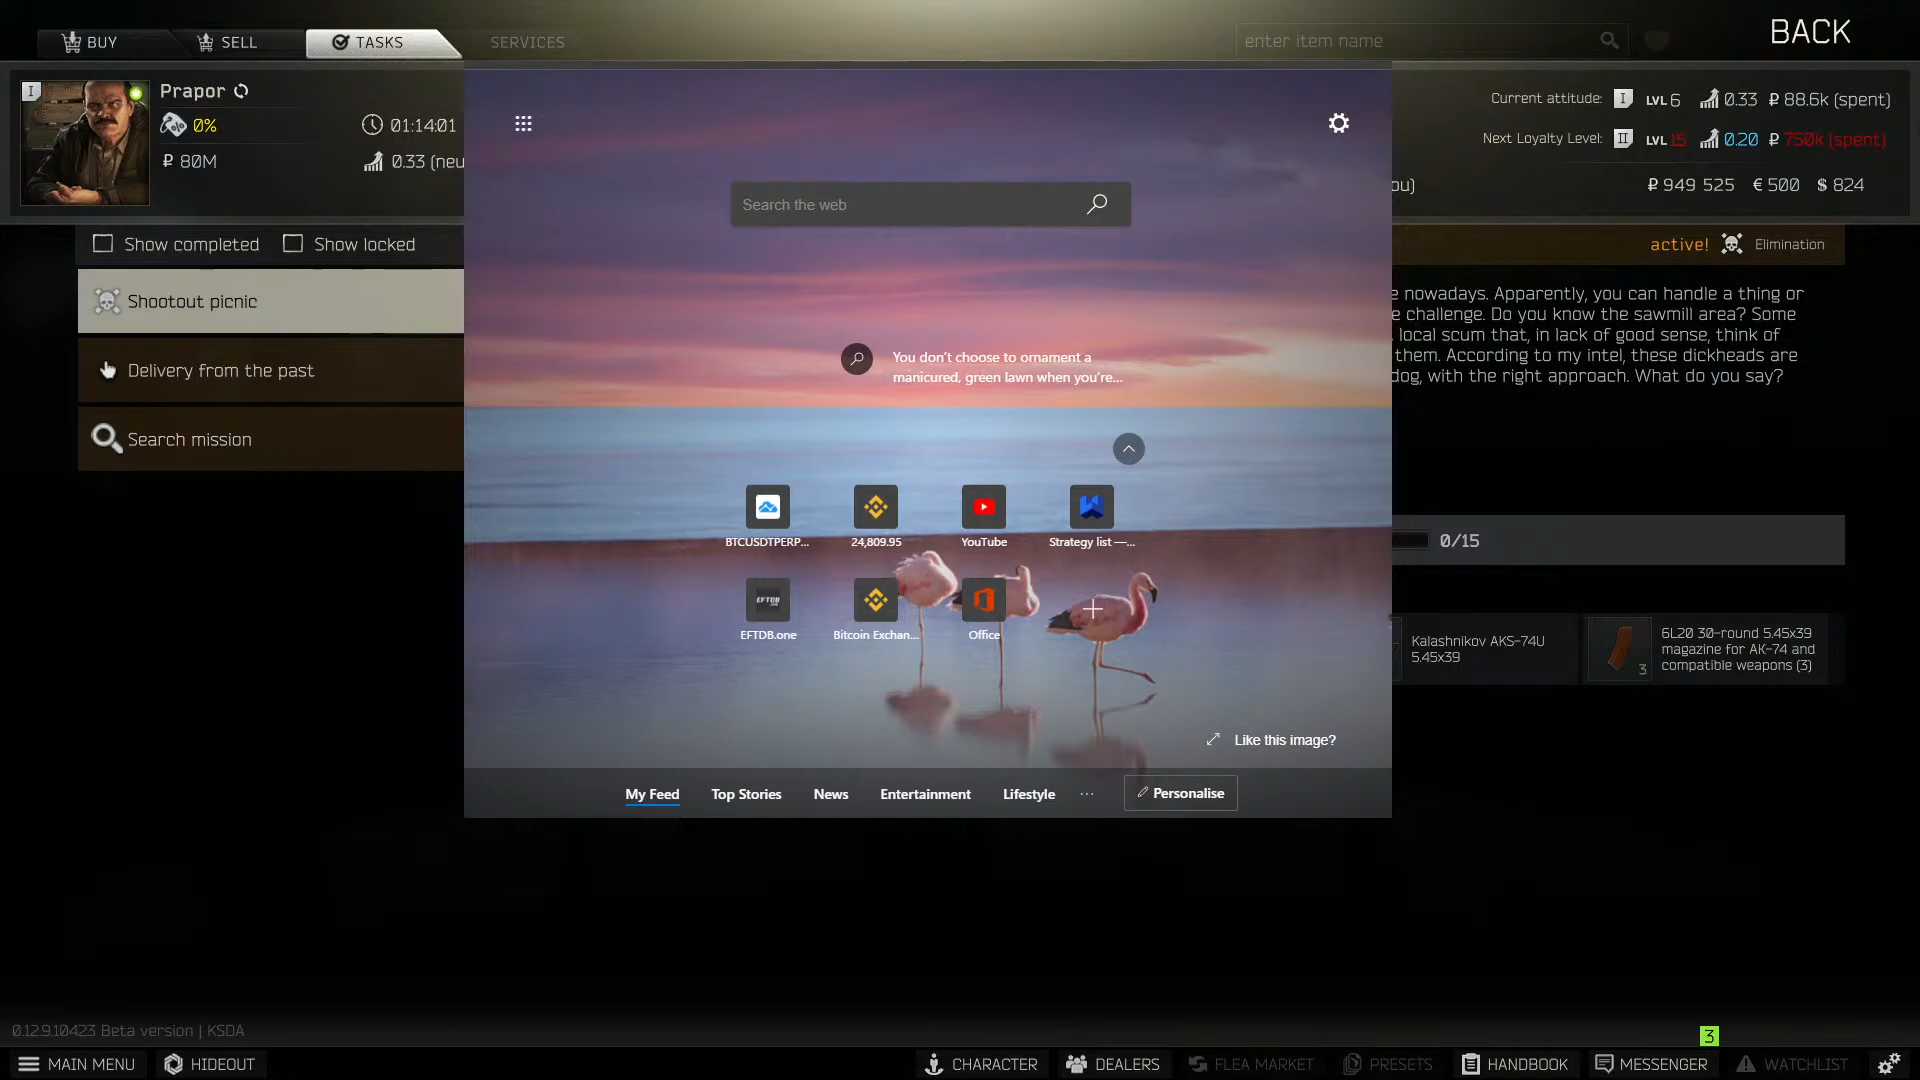 BUY
SELL
TASKS
SERVICES
enter item name
BACK
I
Prapor
0%
01:14:01
₽ 80M
0.33 (neu
Current attitude: I LVL 6 0.33 ₽ 88.6k (spent)
Next Loyalty Level: II LVL 15 0.20 ₽ 750k (spent)
ou)
₽ 949 525 € 500 $ 824
Show completed
Show locked
active!
Elimination
Shootout picnic
Delivery from the past
Search mission
e nowadays. Apparently, you can handle a thing or
e challenge. Do you know the sawmill area? Some
local scum that, in lack of good sense, think of
them. According to my intel, these dickheads are
dog, with the right approach. What do you say?
0/15
Kalashnikov AKS-74U
5.45x39
3
6L20 30-round 5.45x39
magazine for AK-74 and
compatible weapons (3)
Search the web
You don't choose to ornament a
manicured, green lawn when you're...
BTCUSDTPERP...
24,809.95
YouTube
Strategy list —...
EFTDB
.ONE
EFTDB.one
Bitcoin Exchan...
Office
Like this image?
My Feed
Top Stories
News
Entertainment
Lifestyle
...
Personalise
0.12.9.10423 Beta version | KSDA
MAIN MENU
HIDEOUT
CHARACTER
DEALERS
FLEA MARKET
PRESETS
HANDBOOK
3
MESSENGER
WATCHLIST